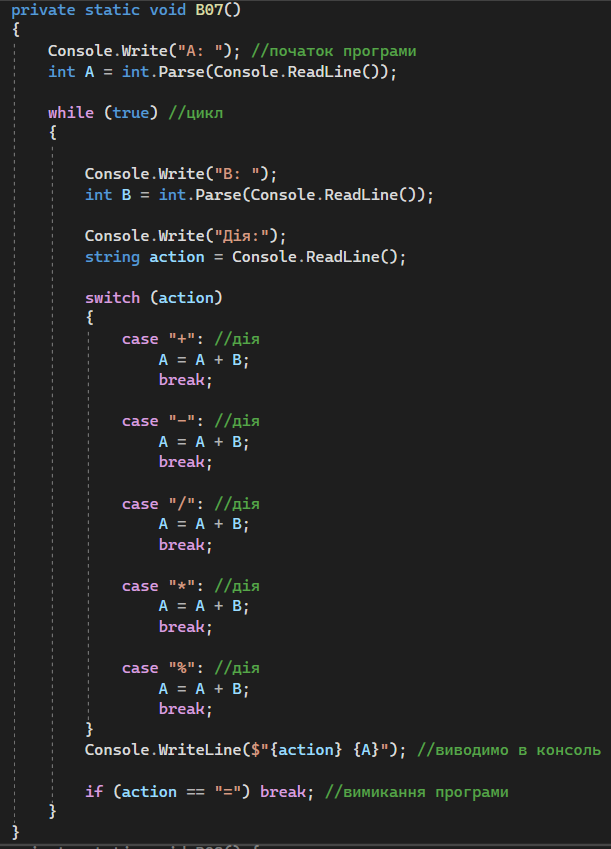 private static void B07()
{
Console.Write("A: "); //початок програми
int A = int.Parse(Console.ReadLine());
while (true) //цикл
{
Console.Write("B: ");
int B = int.Parse(Console.ReadLine());
Console.Write("Дія:");
string action = Console.ReadLine();
switch (action)
{
case "+": //дія
A = A + B;
break;
case "-": //дія
A = A + B;
break;
case "/": //дія
A = A + B;
break;
case "*": //дія
A = A + B;
break;
case "%": //дія
A = A + B;
break;
}
Console.WriteLine($"{action} {A}"); //виводимо в консоль
if (action == "=") break; //вимикання програми
}
}